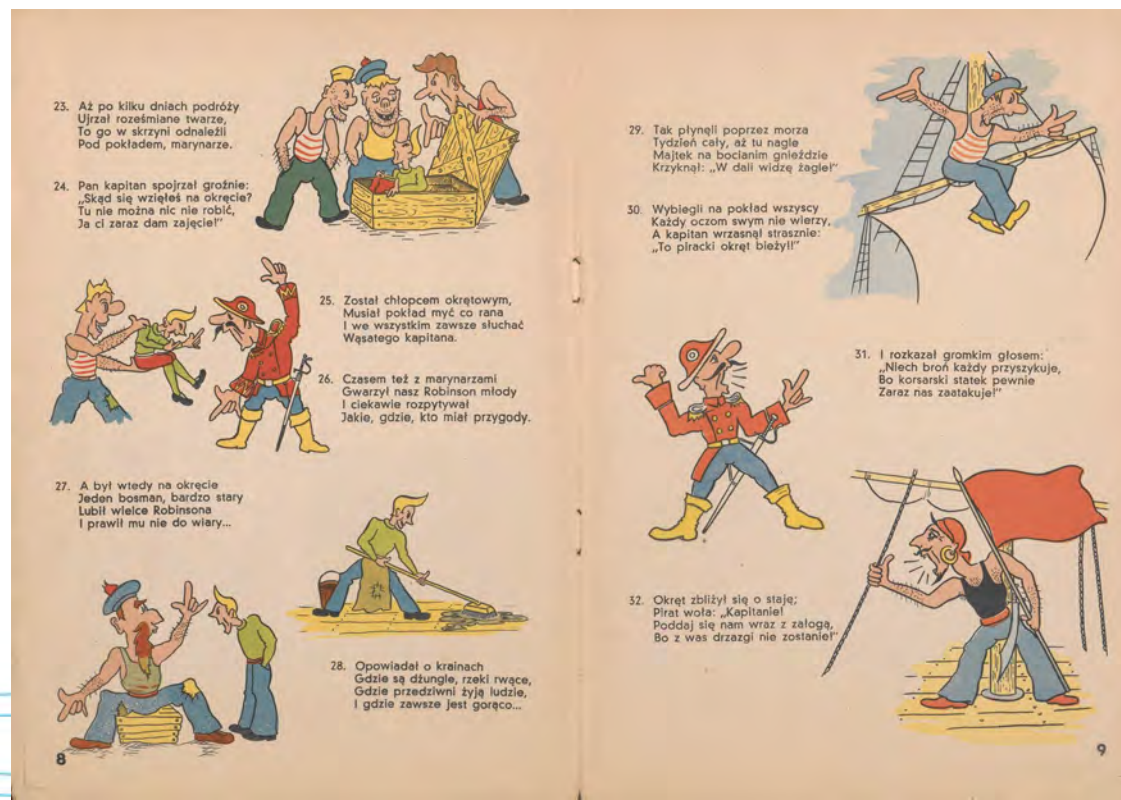 23. Aż po kilku dniach podróży
Ujrzał roześmiane twarze,
To go w skrzyni odnaleźli
Pod pokładem, marynarze.
24. Pan kapitan spojrzał groźnie:
„Skąd się wziąłeś na okręcie?
Tu nie można nic nie robić,
Ja ci zaraz dam zajęcie!"
25. Został chłopcem okrętowym,
Musiał pokład myć co rana
I we wszystkim zawsze słuchać
Wąsatego kapitana.
26. Czasem też z marynarzami
Gwarzył nasz Robinson młody
I ciekawie rozpytywał
Jakie, gdzie, kto miał przygody.
27. A był wtedy na okręcie
Jeden bosman, bardzo stary
Lubił wielce Robinsona
I prawił mu nie do wiary...
28. Opowiadał o krainach
Gdzie są dżungle, rzeki rwące,
Gdzie przedziwni żyją ludzie,
I gdzie zawsze jest gorąco...
8
29. Tak płynęli poprzez morza
Tydzień cały, aż tu nagle
Majtek na bocianim gnieździe
Krzyknął: „W dali widzę żagle!"
30. Wybiegli na pokład wszyscy
Każdy oczom swym nie wierzy,
A kapitan wrzasnął strasznie:
„To piracki okręt bieży!!"
31. I rozkazał gromkim głosem:
„Niech broń każdy przyszykuje,
Bo korsarski statek pewnie
Zaraz nas zaatakuje!"
32. Okręt zbliżył się o staję;
Pirat woła: „Kapitanie!
Poddaj się nam wraz z załogą,
Bo z was drzazgi nie zostanie!"
9